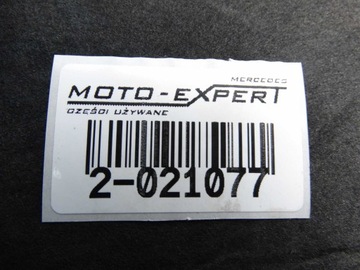 MERCEDES
MOTO-EXPERT
CZĘŚCI UŻYWANE
2-021077